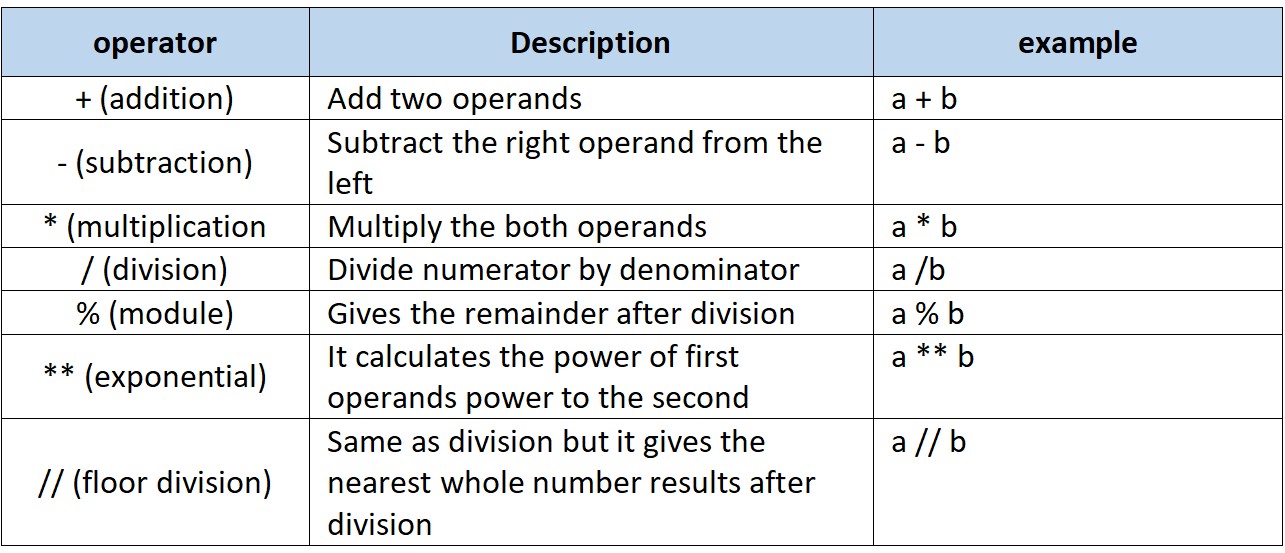 operator Description example
+ (addition) Add two operands a + b
- (subtraction) Subtract the right operand from the a - b
left
* (multiplication Multiply the both operands a * b
/ (division) Divide numerator by denominator a /b
% (module) Gives the remainder after division a % b
** (exponential) It calculates the power of first a ** b
operands power to the second
// (floor division) Same as division but it gives the a // b
nearest whole number results after
division